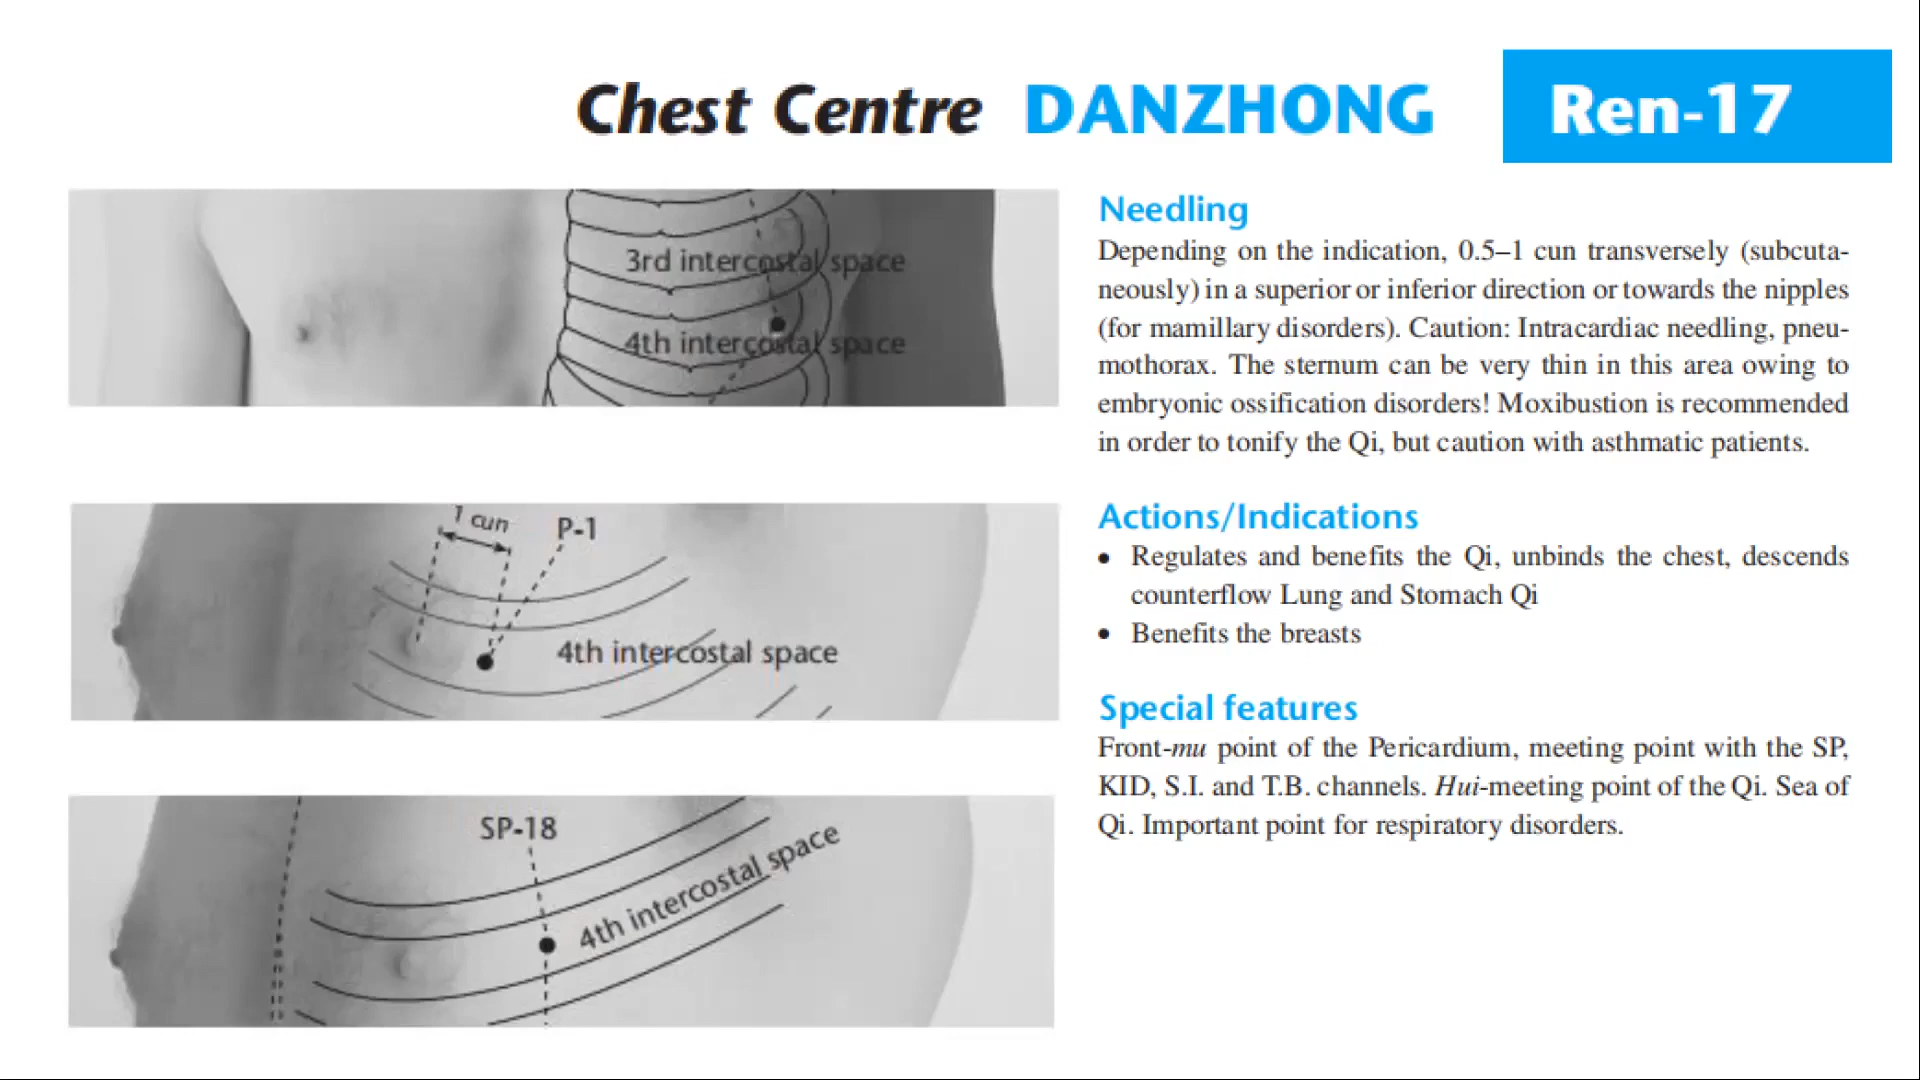 Chest Centre DANZHONG Ren-17
3rd intercostal space
4th intercostal space
1 cun
P-1
4th intercostal space
SP-18
4th intercostal space
Needling
Depending on the indication, 0.5–1 cun transversely (subcuta-
neously) in a superior or inferior direction or towards the nipples
(for mamillary disorders). Caution: Intracardiac needling, pneu-
mothorax. The sternum can be very thin in this area owing to
embryonic ossification disorders! Moxibustion is recommended
in order to tonify the Qi, but caution with asthmatic patients.
Actions/Indications
• Regulates and benefits the Qi, unbinds the chest, descends
counterflow Lung and Stomach Qi
• Benefits the breasts
Special features
Front-mu point of the Pericardium, meeting point with the SP,
KID, S.I. and T.B. channels. Hui-meeting point of the Qi. Sea of
Qi. Important point for respiratory disorders.